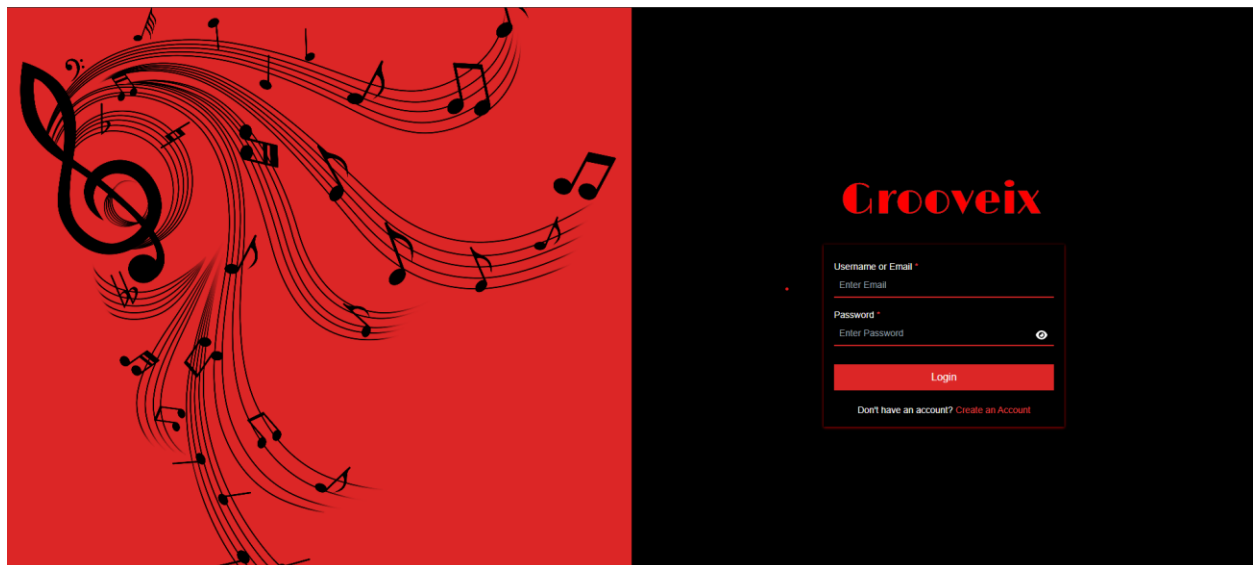 Grooveix
Username or Email *
Enter Email
Password *
Enter Password
Login
Don't have an account? Create an Account